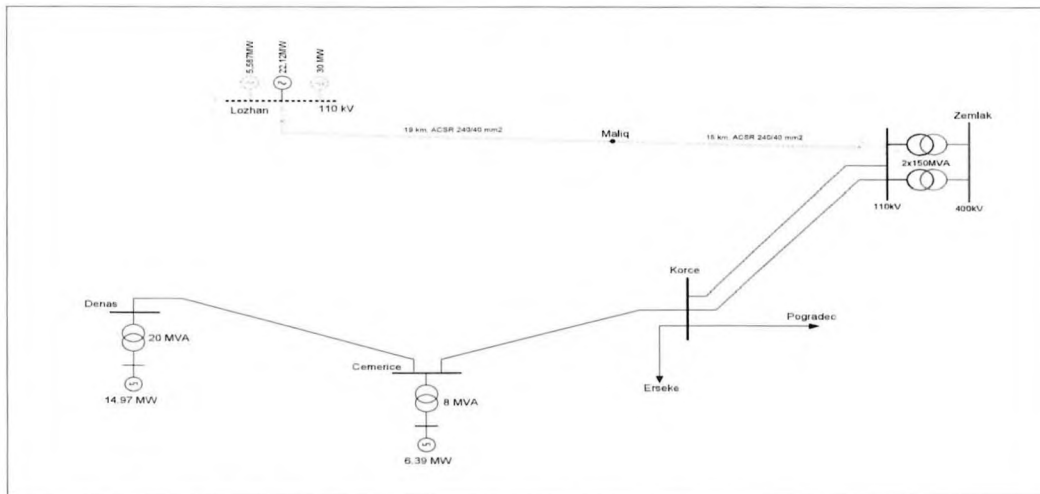 5.587MW
22.12MW
30 MW
Lozhan
110 kV
19 km, ACSR 240/40 mm2
Maliq
15 km, ACSR 240/40 mm2
Zemlak
2x150MVA
110kV
400kV
Korce
Pogradec
Erseke
Denas
20 MVA
14.97 MW
Cemerice
8 MVA
6.39 MW